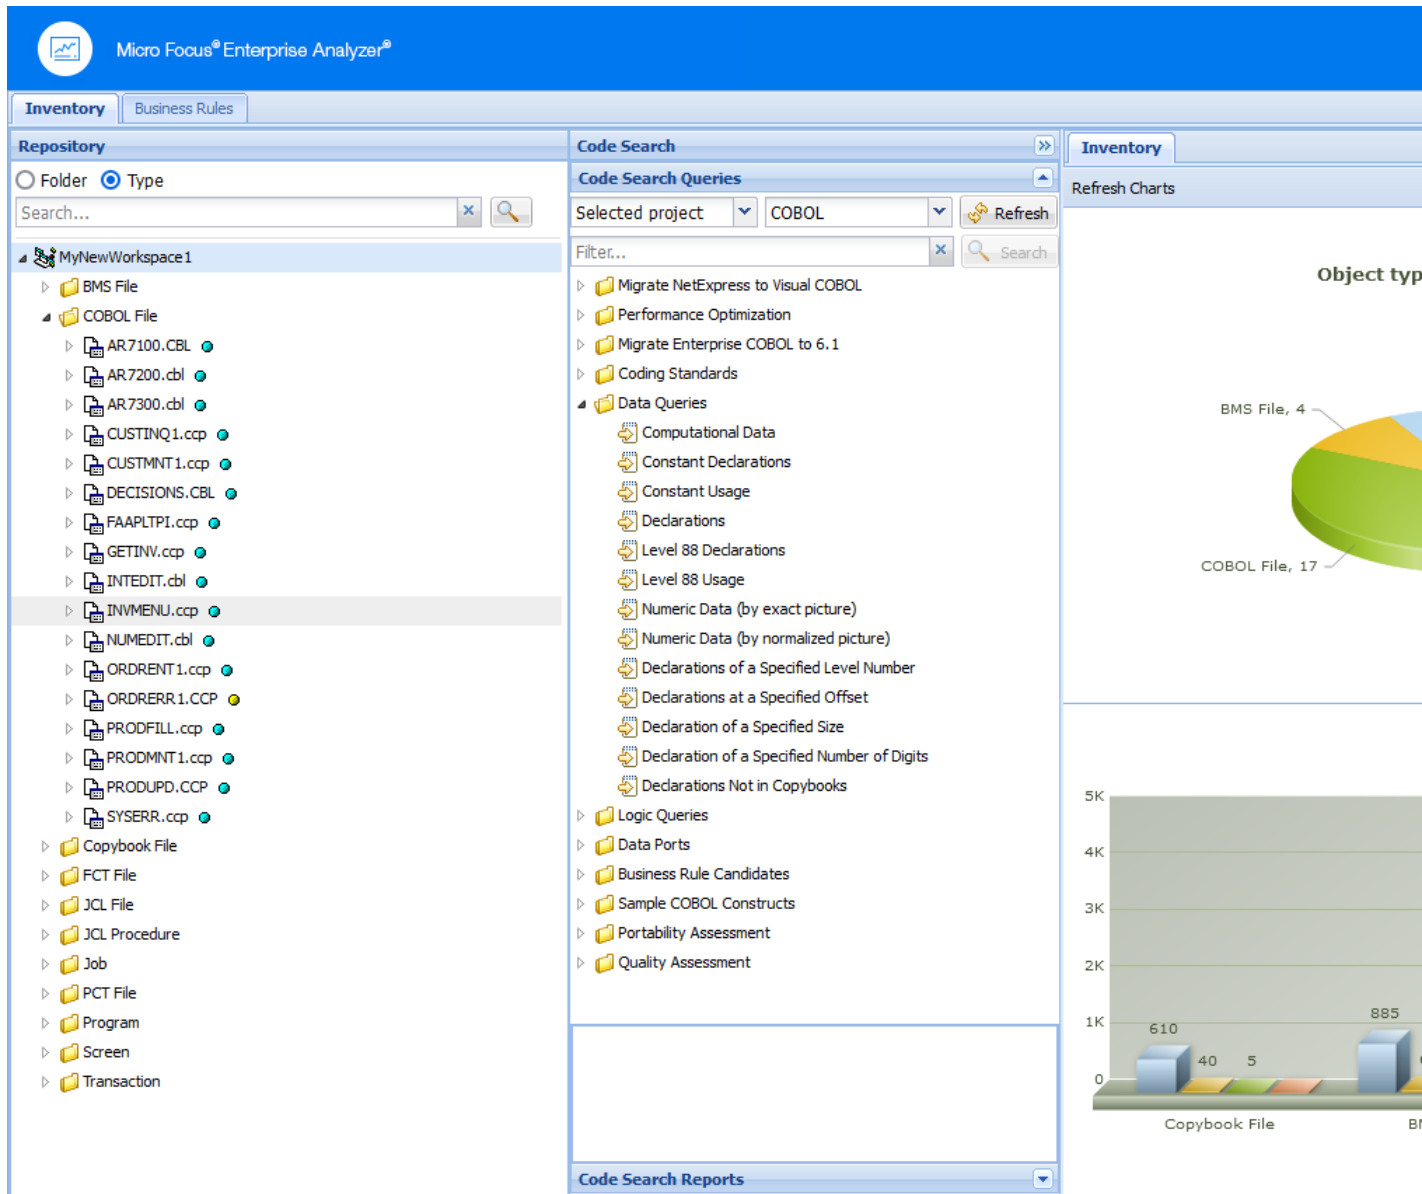 Micro Focus® Enterprise Analyzer®
Inventory
Business Rules
Repository
Folder
Type
Search...
MyNewWorkspace1
BMS File
COBOL File
AR7100.CBL
AR7200.cbl
AR7300.cbl
CUSTINQ1.ccp
CUSTMNT1.ccp
DECISIONS.CBL
FAAPLTPI.ccp
GETINV.ccp
INTEDIT.cbl
INVMENU.ccp
NUMEDIT.cbl
ORDRENT1.ccp
ORDRERR1.CCP
PRODFILL.ccp
PRODMNT1.ccp
PRODUPD.CCP
SYSERR.ccp
Copybook File
FCT File
JCL File
JCL Procedure
Job
PCT File
Program
Screen
Transaction
Code Search
Code Search Queries
Selected project
COBOL
Refresh
Filter...
Search
Migrate NetExpress to Visual COBOL
Performance Optimization
Migrate Enterprise COBOL to 6.1
Coding Standards
Data Queries
Computational Data
Constant Declarations
Constant Usage
Declarations
Level 88 Declarations
Level 88 Usage
Numeric Data (by exact picture)
Numeric Data (by normalized picture)
Declarations of a Specified Level Number
Declarations at a Specified Offset
Declaration of a Specified Size
Declaration of a Specified Number of Digits
Declarations Not in Copybooks
Logic Queries
Data Ports
Business Rule Candidates
Sample COBOL Constructs
Portability Assessment
Quality Assessment
Code Search Reports
Inventory
Refresh Charts
Object typ
BMS File, 4
COBOL File, 17
5K
4K
3K
2K
1K
0
610
40
5
885
Copybook File